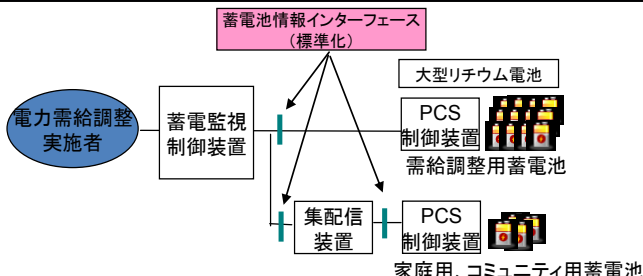 蓄電池情報インターフェース
（標準化）
大型リチウム電池
電力需給調整
実施者
蓄電監視
制御装置
PCS
制御装置
需給調整用蓄電池
集配信
装置
PCS
制御装置
家庭用、コミュニティ用蓄電池